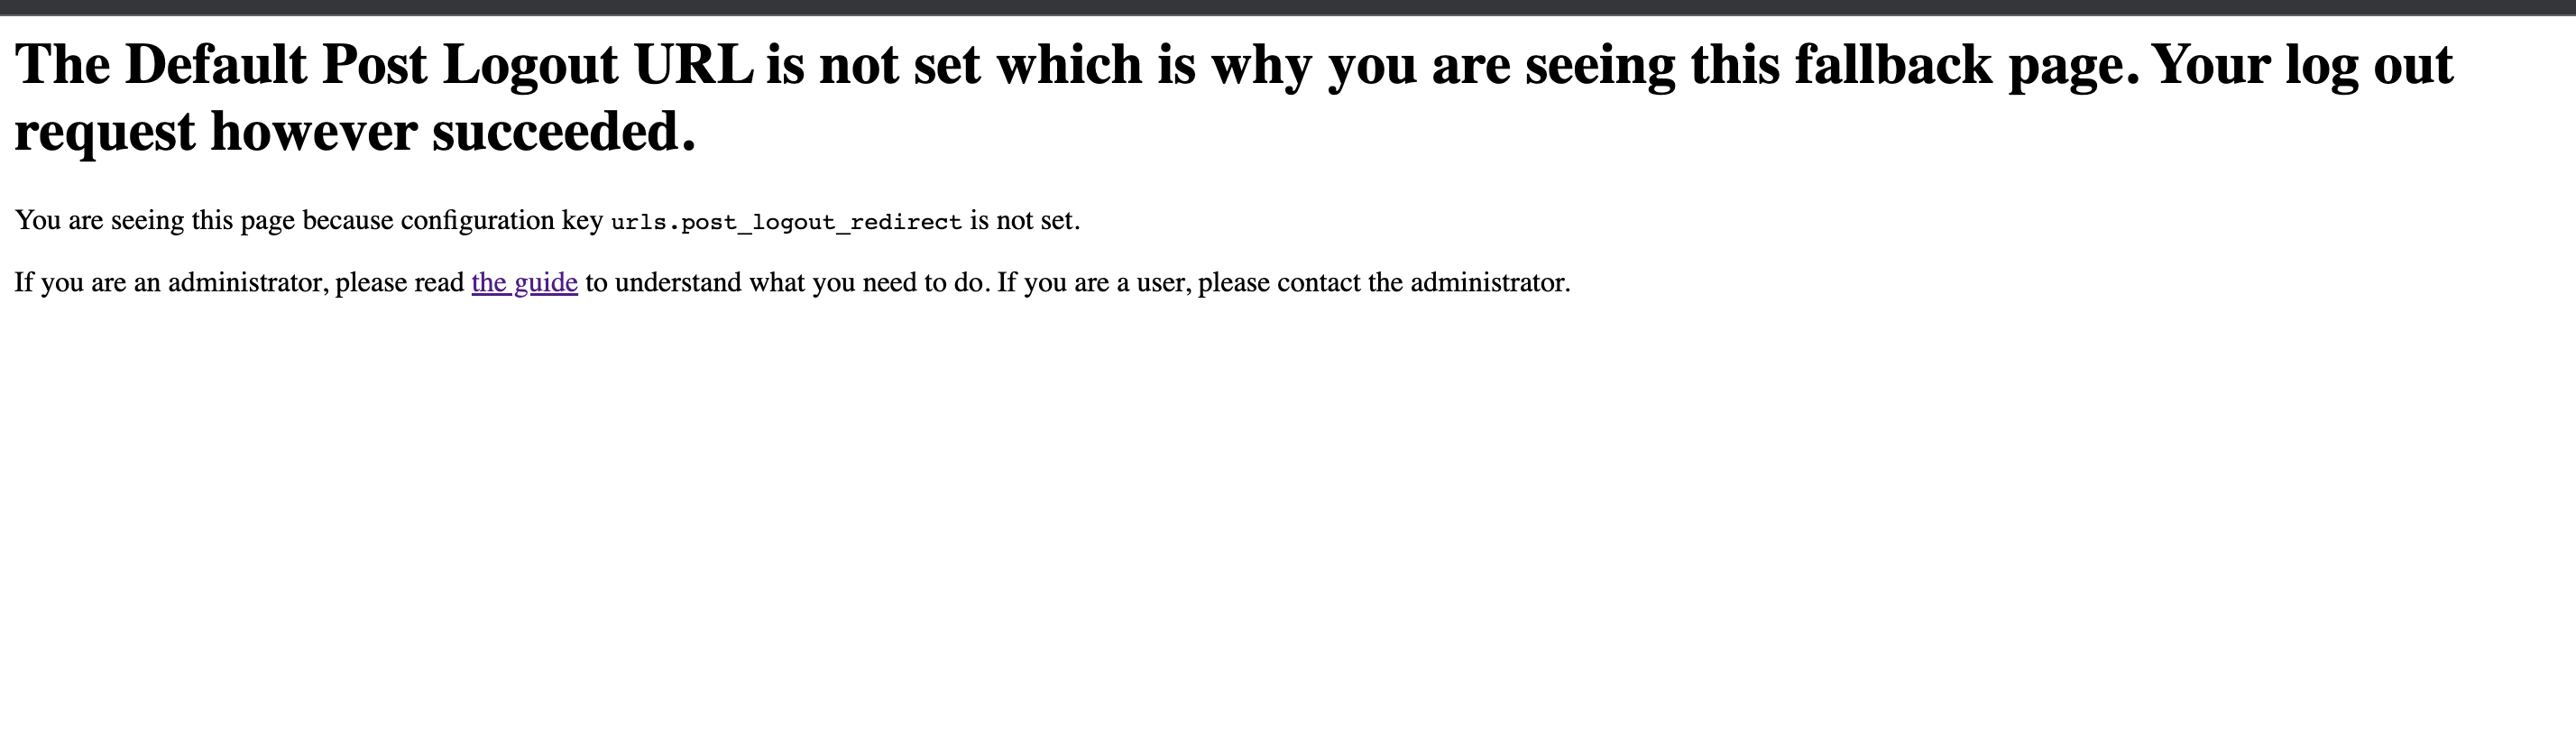 The Default Post Logout URL is not set which is why you are seeing this fallback page. Your log out
request however succeeded.
You are seeing this page because configuration key urls.post_logout_redirect is not set.
If you are an administrator, please read the guide to understand what you need to do. If you are a user, please contact the administrator.